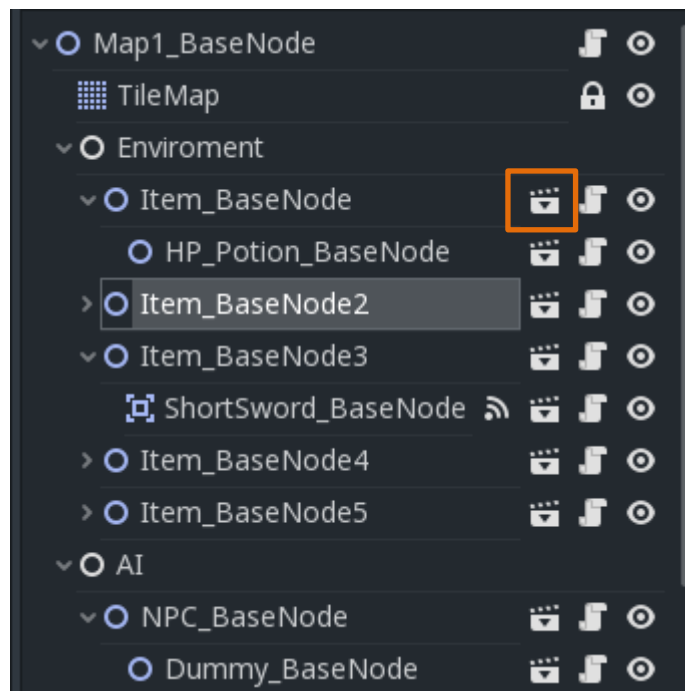 Map1_BaseNode
TileMap
Enviroment
Item_BaseNode
HP_Potion_BaseNode
Item_BaseNode2
Item_BaseNode3
ShortSword_BaseNode
Item_BaseNode4
Item_BaseNode5
AI
NPC_BaseNode
Dummy_BaseNode